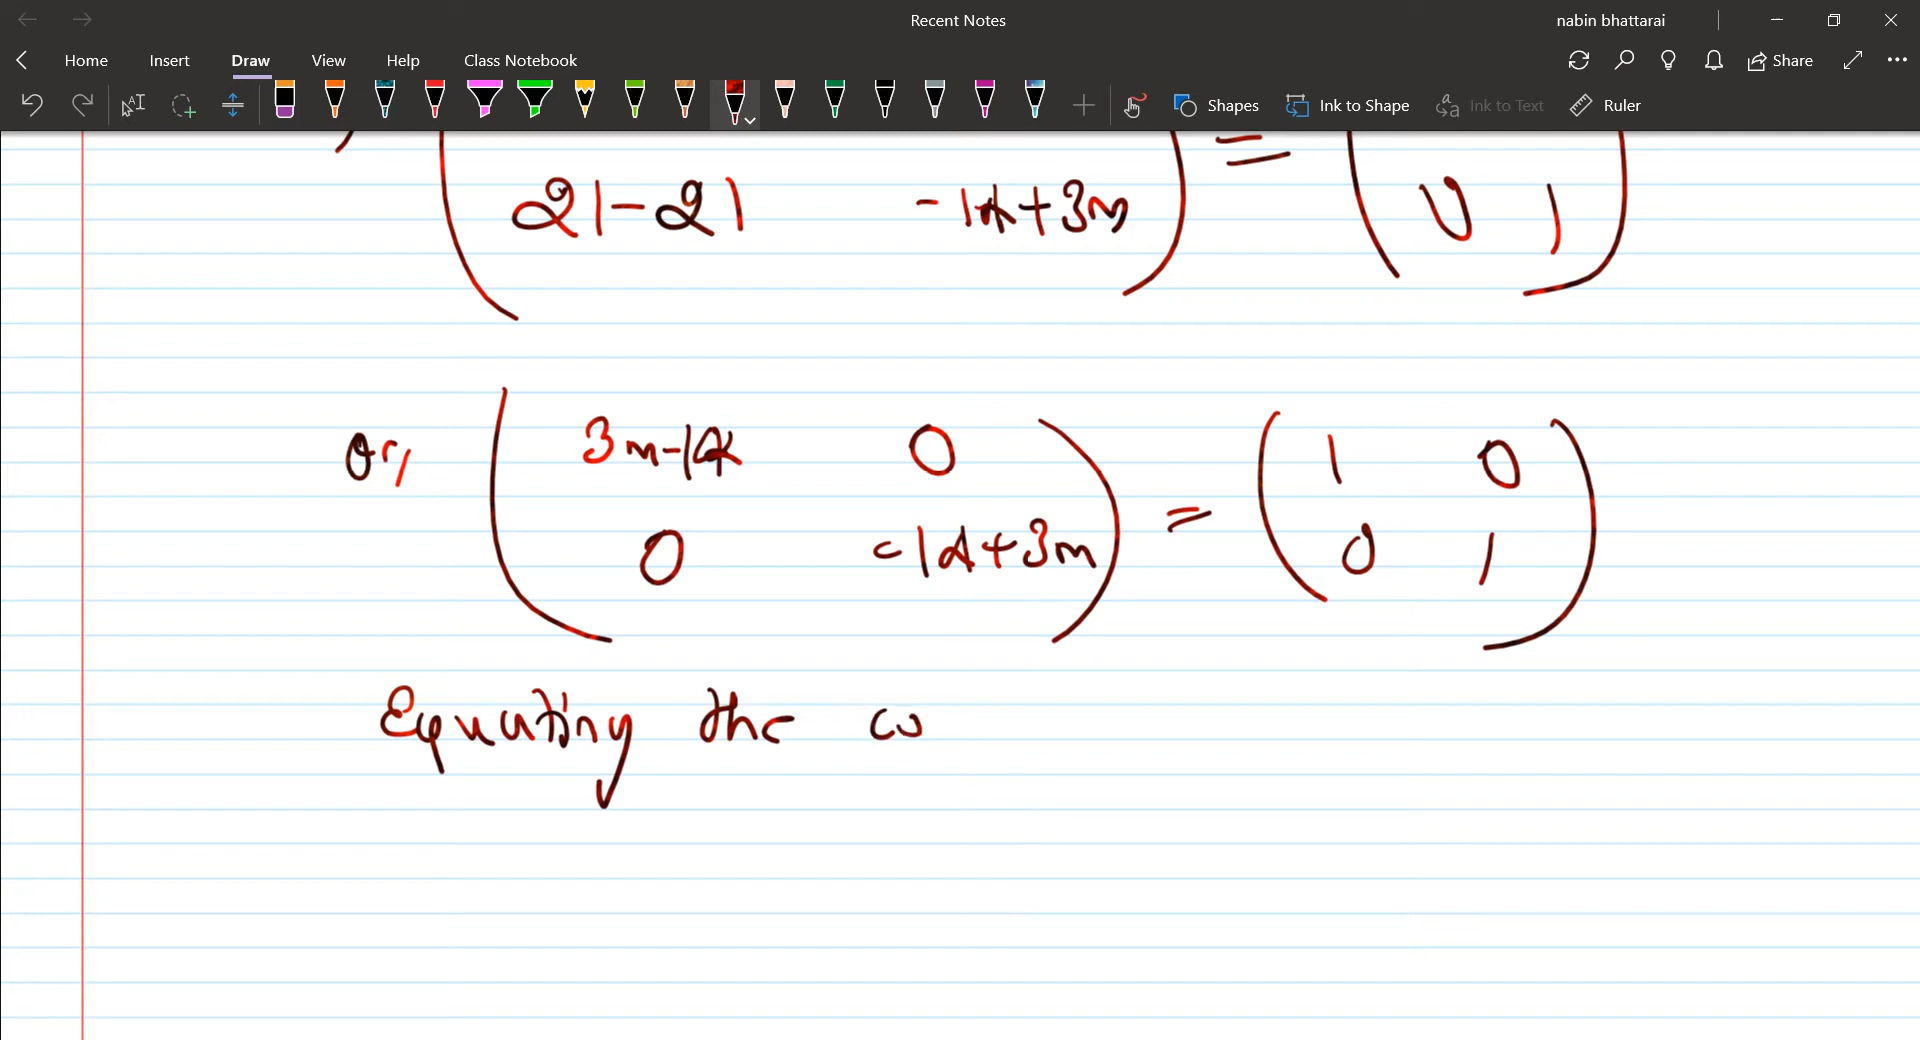 Recent Notes
nabin bhattarai
Home Insert Draw View Help Class Notebook
Share
Shapes Ink to Shape Ink to Text Ruler
21-21 -14+3m = 0 1
or, 3m-14 0 = 1 0
0 -14+3m 0 1
Equating the co